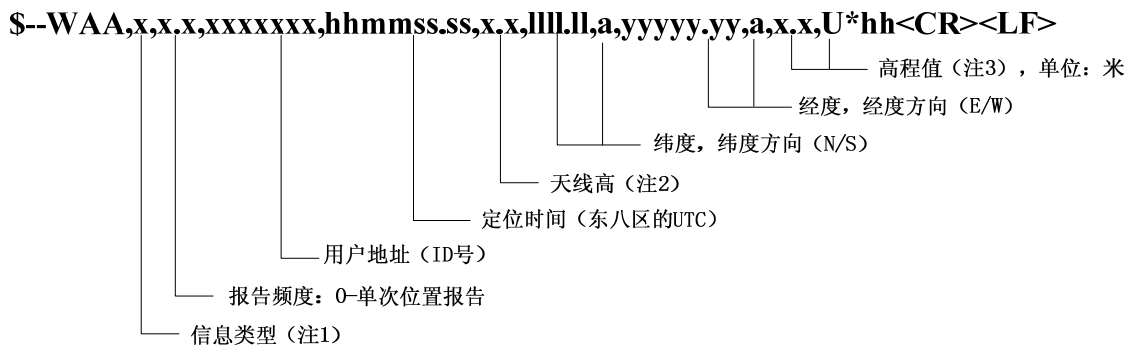 $--WAA,x,x.x,xxxxxxx,hhmmss.ss,x.x,llll.ll,a,yyyyy.yy,a,x.x,U*hh<CR><LF>
高程值（注3），单位：米
经度，经度方向（E/W）
纬度，纬度方向（N/S）
天线高（注2）
定位时间（东八区的UTC）
用户地址（ID号）
报告频度：0-单次位置报告
信息类型（注1）